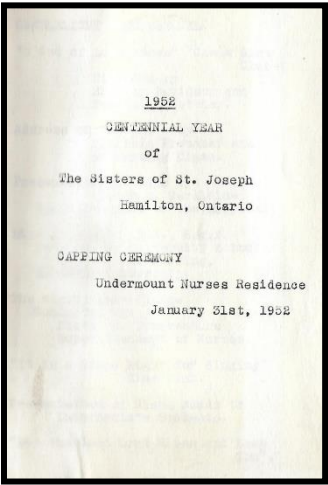 1952
CENTENNIAL YEAR
of
The Sisters of St. Joseph
Hamilton, Ontario
CAPPING CEREMONY
Undermount Nurses Residence
January 31st, 1952